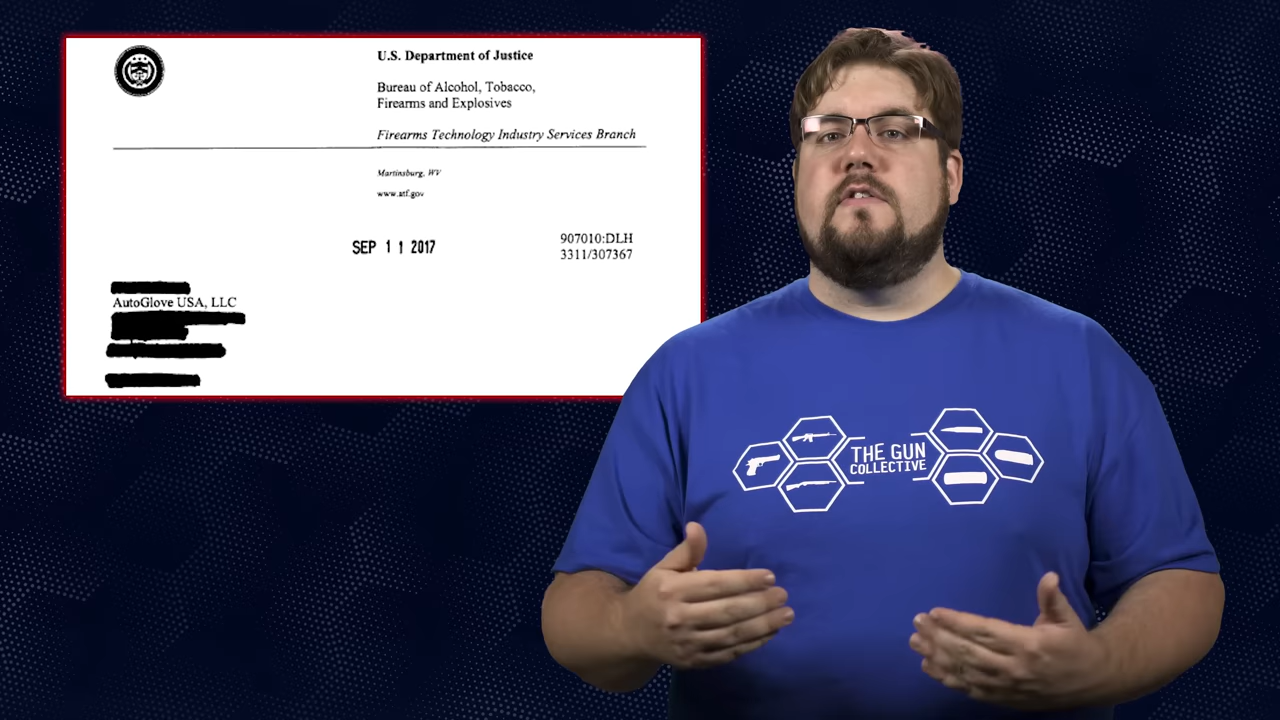 U.S. Department of Justice
Bureau of Alcohol, Tobacco,
Firearms and Explosives
Firearms Technology Industry Services Branch
Martinsburg, WV
www.atf.gov
SEP 1 1 2017
907010:DLH
3311/307367
AutoGlove USA, LLC
THE GUN
COLLECTIVE